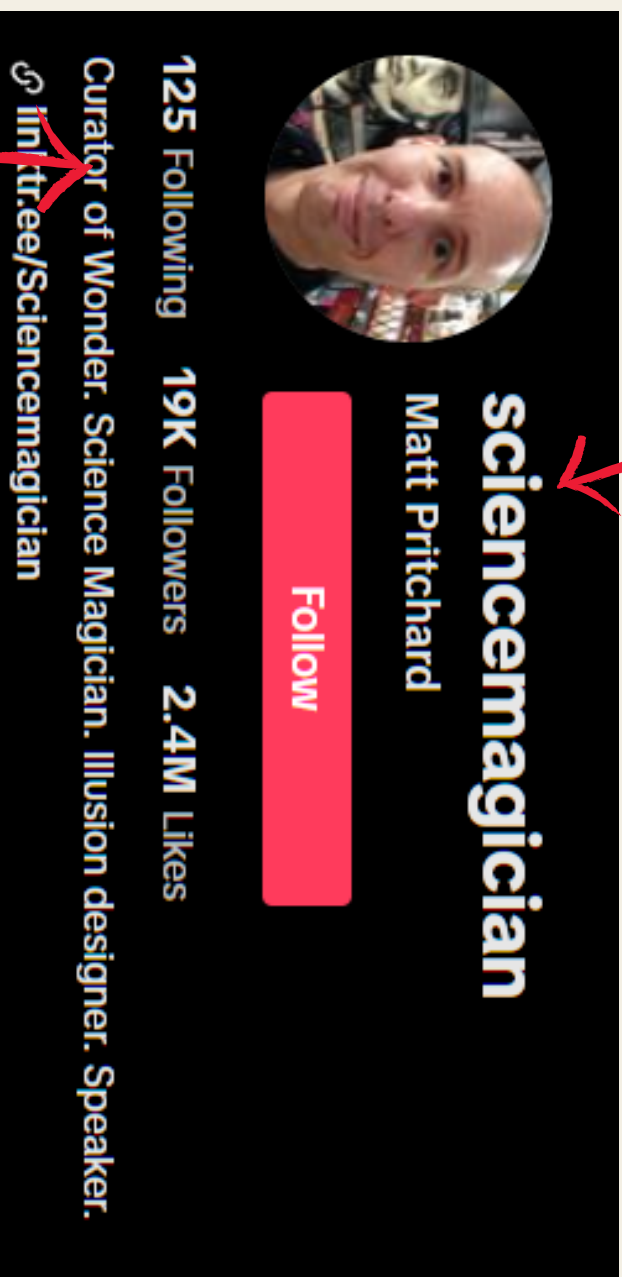 sciencemagician
Matt Pritchard
Follow
125 Following 19K Followers 2.4M Likes
Curator of Wonder. Science Magician. Illusion designer. Speaker.
linktr.ee/Sciencemagician